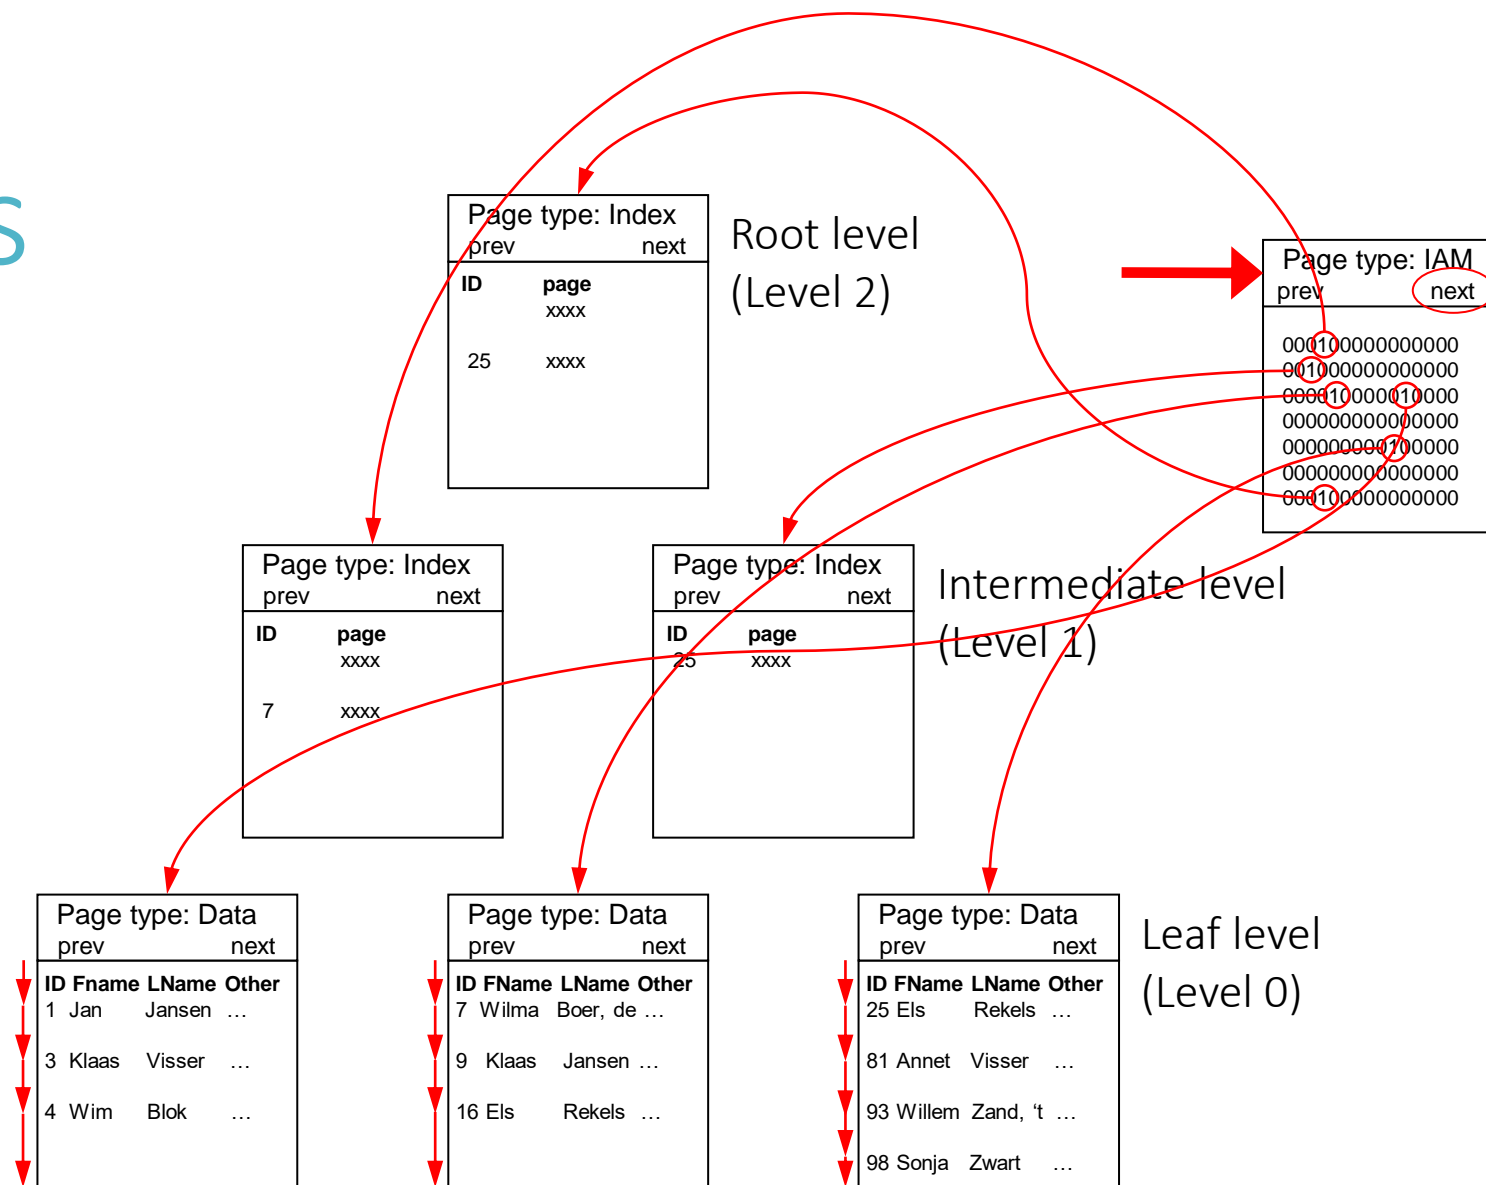 S
Page type: Index
prev next
ID page
xxxx
25 xxxx
Root level
(Level 2)
Page type: IAM
prev next
000100000000000
001000000000000
000010000010000
000000000000000
000000000100000
000000000000000
000100000000000
Page type: Index
prev next
ID page
xxxx
7 xxxx
Page type: Index
prev next
ID page
25 xxxx
Intermediate level
(Level 1)
Page type: Data
prev next
ID Fname LName Other
1 Jan Jansen …
3 Klaas Visser …
4 Wim Blok …
Page type: Data
prev next
ID FName LName Other
7 Wilma Boer, de …
9 Klaas Jansen …
16 Els Rekels …
Page type: Data
prev next
ID FName LName Other
25 Els Rekels …
81 Annet Visser …
93 Willem Zand, ‘t …
98 Sonja Zwart …
Leaf level
(Level 0)